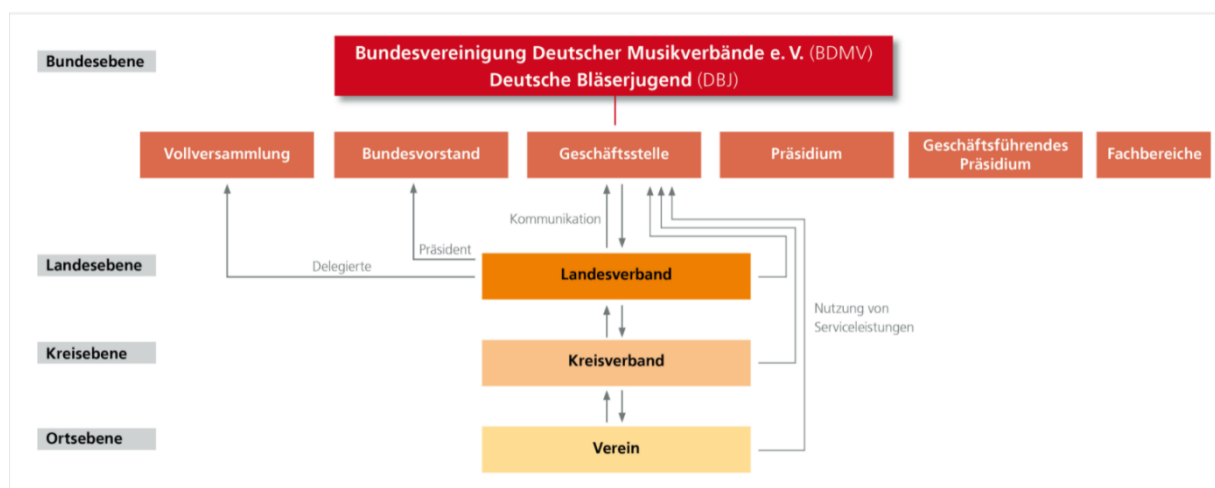 Bundesebene
Bundesvereinigung Deutscher Musikverbände e. V. (BDMV)
Deutsche Bläserjugend (DBJ)
Vollversammlung
Bundesvorstand
Geschäftsstelle
Präsidium
Geschäftsführendes
Präsidium
Fachbereiche
Kommunikation
Präsident
Delegierte
Landesebene
Landesverband
Nutzung von
Serviceleistungen
Kreisebene
Kreisverband
Ortsebene
Verein